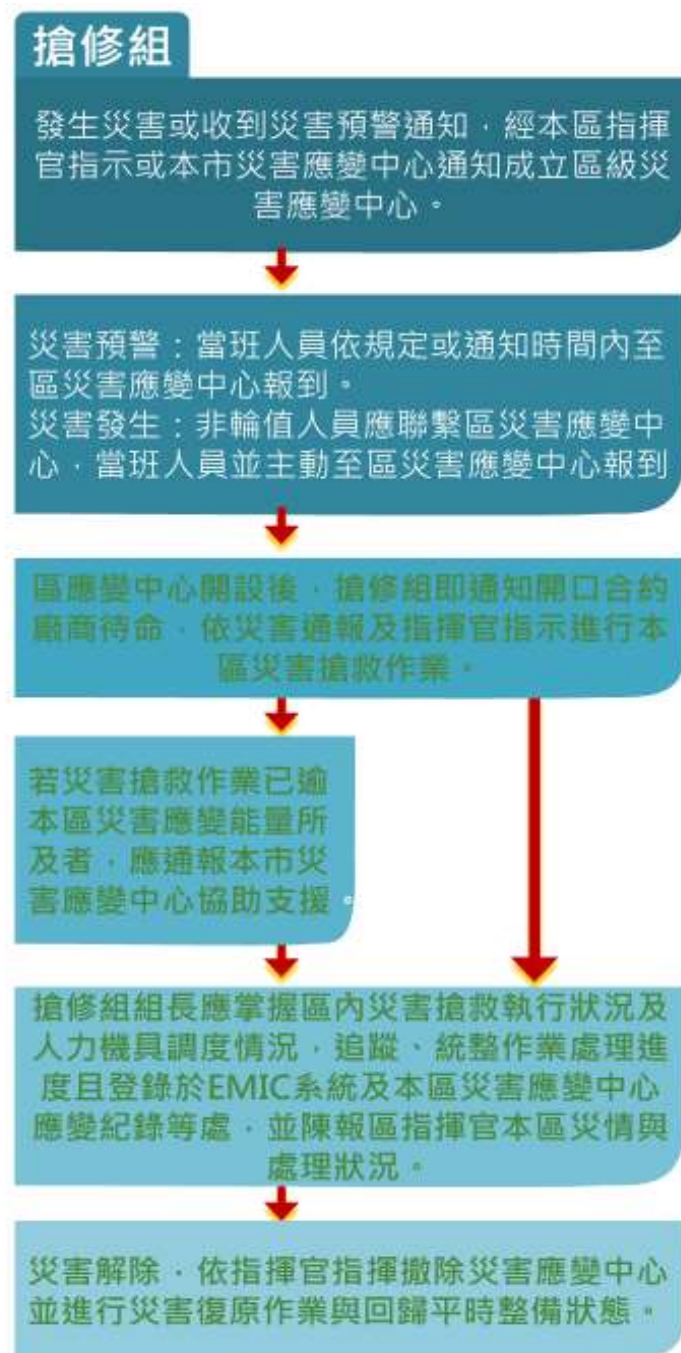 搶修組
發生災害或收到災害預警通知，經本區指揮
官指示或本市災害應變中心通知成立區級災
害應變中心。
災害預警：當班人員依規定或通知時間內至
區災害應變中心報到。
災害發生：非輪值人員應聯繫區災害應變中
心，當班人員並主動至區災害應變中心報到
區應變中心開設後，搶修組即通知開口合約
廠商待命，依災害通報及指揮官指示進行本
區災害搶救作業。
若災害搶救作業已逾
本區災害應變能量所
及者，應通報本市災
害應變中心協助支援。
搶修組組長應掌握區內災害搶救執行狀況及
人力機具調度情況，追蹤、統整作業處理進
度且登錄於EMIC系統及本區災害應變中心
應變紀錄等處，並陳報區指揮官本區災情與
處理狀況。
災害解除，依指揮官指揮撤除災害應變中心
並進行災害復原作業與回歸平時整備狀態。